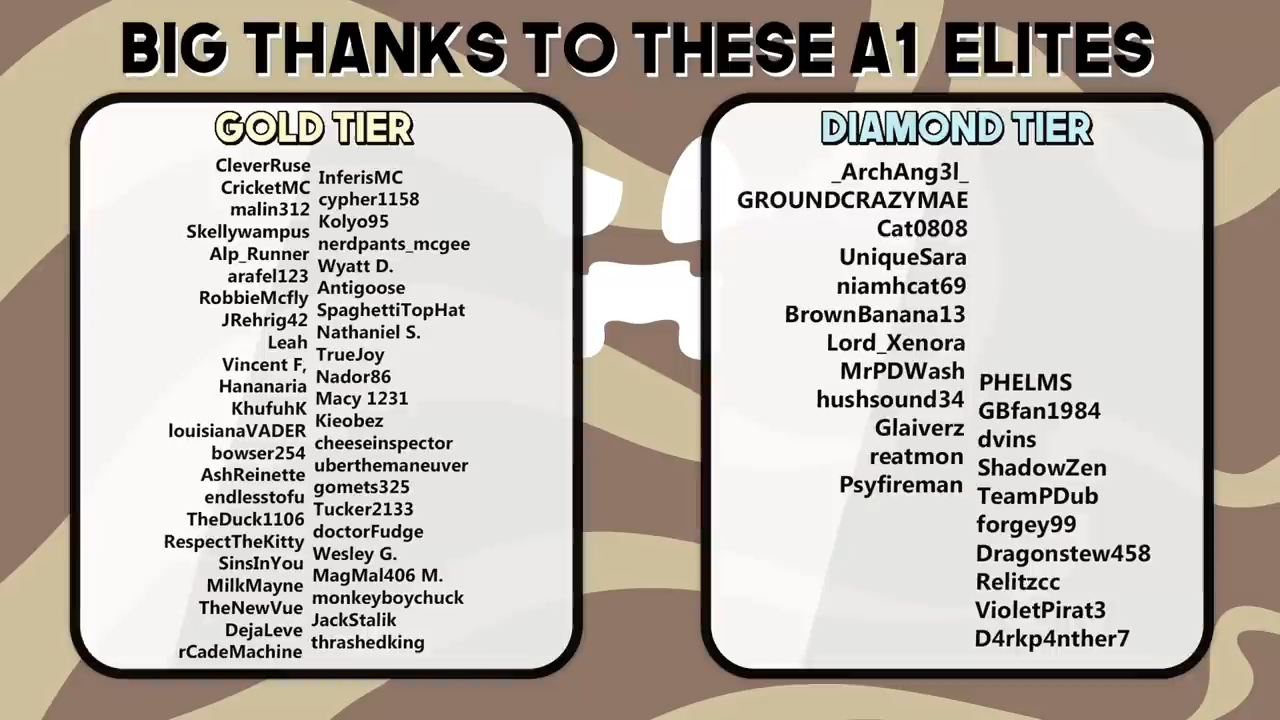 BIG THANKS TO THESE A1 ELITES
GOLD TIER
CleverRuse
CricketMC
malin312
Skellywampus
Alp_Runner
arafel123
RobbieMcfly
JRehrig42
Leah
Vincent F,
Hananaria
KhufuhK
louisianaVADER
bowser254
AshReinette
endlesstofu
TheDuck1106
RespectTheKitty
SinsInYou
MilkMayne
TheNewVue
DejaLeve
rCadeMachine
InferisMC
cypher1158
Kolyo95
nerdpants_mcgee
Wyatt D.
Antigoose
SpaghettiTopHat
Nathaniel S.
TrueJoy
Nador86
Macy 1231
Kieobez
cheeseinspector
uberthemaneuver
gomets325
Tucker2133
doctorFudge
Wesley G.
MagMal406 M.
monkeyboychuck
JackStalik
thrashedking
DIAMOND TIER
_ArchAng3l_
GROUNDCRAZYMAE
Cat0808
UniqueSara
niamhcat69
BrownBanana13
Lord_Xenora
MrPDWash
hushsound34
Glaiverz
reatmon
Psyfireman
PHELMS
GBfan1984
dvins
ShadowZen
TeamPDub
forgey99
Dragonstew458
Relitzcc
VioletPirat3
D4rkp4nther7